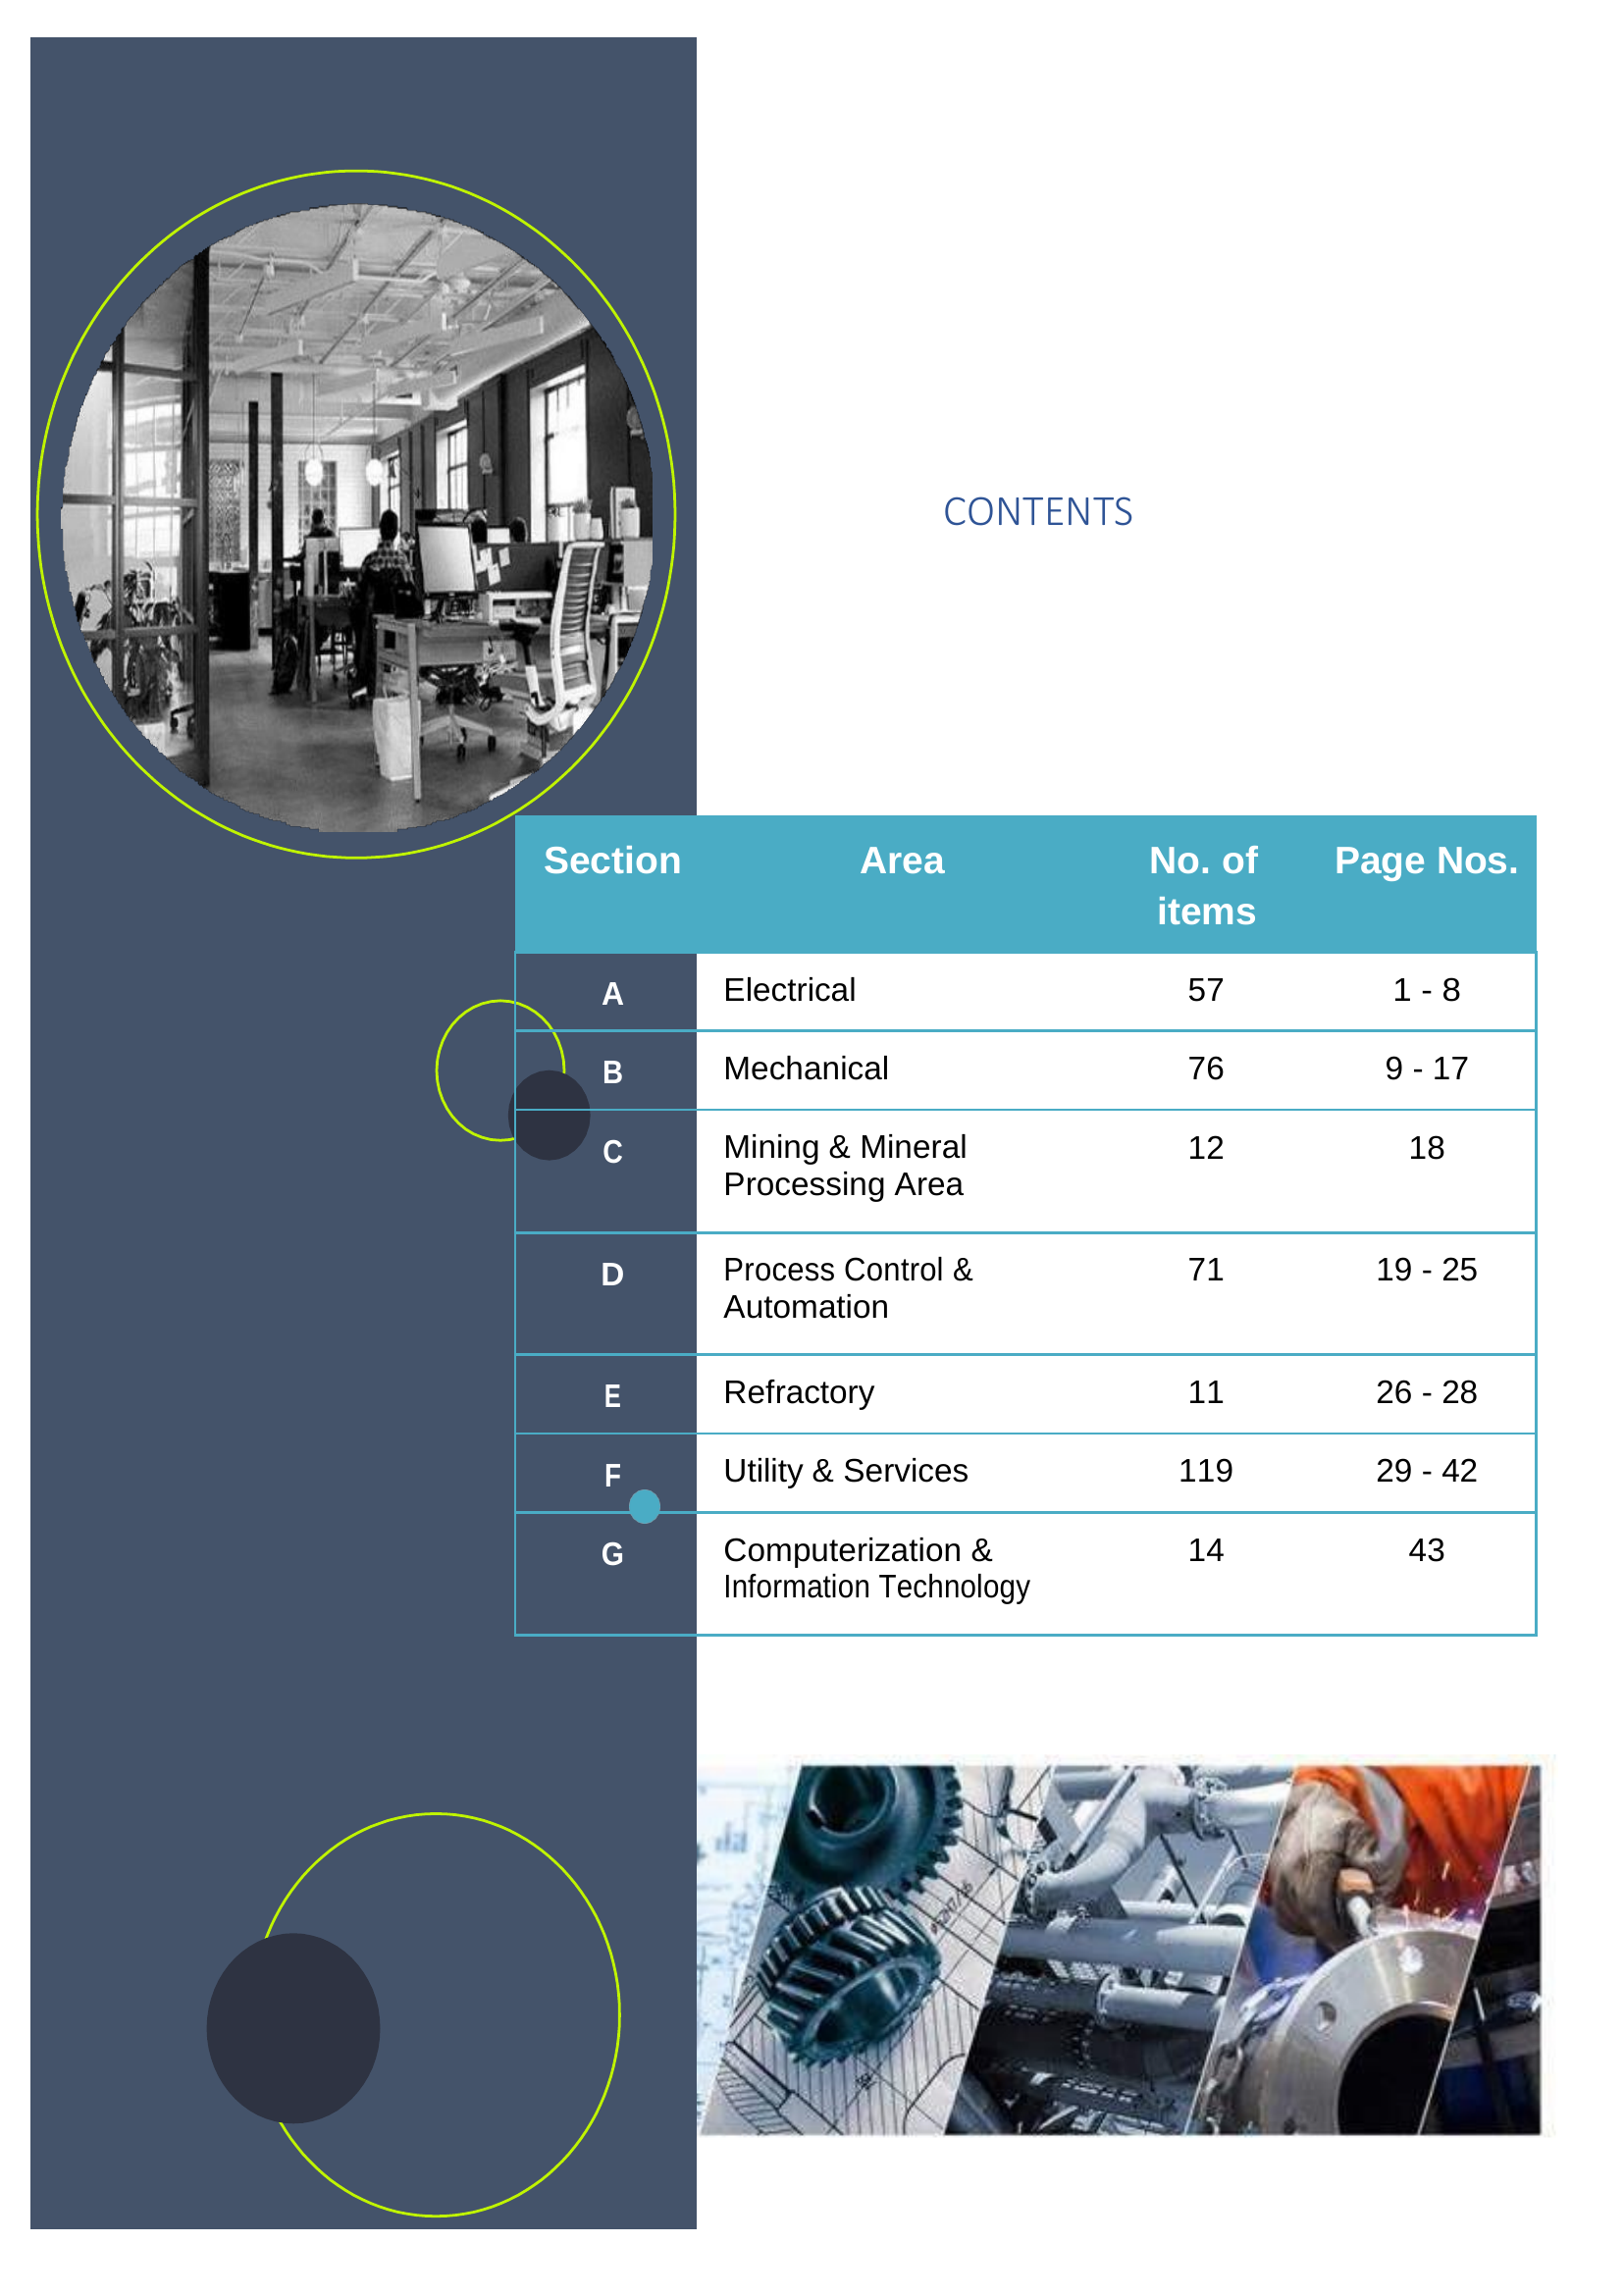 CONTENTS
Section Area No. of items Page Nos.
A Electrical 57 1 - 8
B Mechanical 76 9 - 17
C Mining & Mineral 12 18
Processing Area
D Process Control & 71 19 - 25
Automation
E Refractory 11 26 - 28
F Utility & Services 119 29 - 42
G Computerization & 14 43
Information Technology